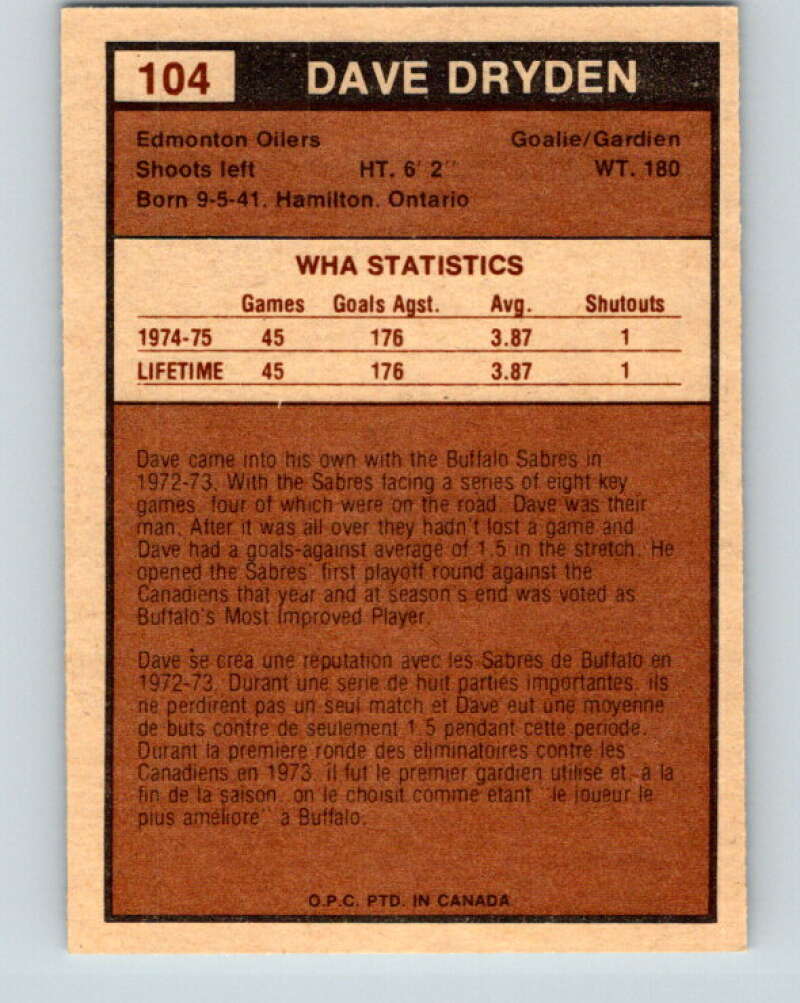 104 DAVE DRYDEN
Edmonton Oilers Goalie/Gardien
Shoots left HT. 6' 2" WT. 180
Born 9-5-41. Hamilton. Ontario
WHA STATISTICS
Games Goals Agst. Avg. Shutouts
1974-75 45 176 3.87 1
LIFETIME 45 176 3.87 1
Dave came into his own with the Buffalo Sabres in
1972-73. With the Sabres facing a series of eight key
games, four of which were on the road. Dave was their
man. After it was all over they hadn't lost a game and
Dave had a goals-against average of 1.5 in the stretch. He
opened the Sabres' first playoff round against the
Canadiens that year and at season's end was voted as
Buffalo's Most Improved Player.
Dave se créa une réputation avec les Sabres de Buffalo en
1972-73. Durant une série de huit parties importantes, ils
ne perdirent pas un seul match et Dave eut une moyenne
de buts contre de seulement 1.5 pendant cette période.
Durant la première ronde des éliminatoires contre les
Canadiens en 1973, il fut le premier gardien utilisé et, à la
fin de la saison, on le choisit comme étant "le joueur le
plus amélioré" à Buffalo.
O.P.C. PTD. IN CANADA